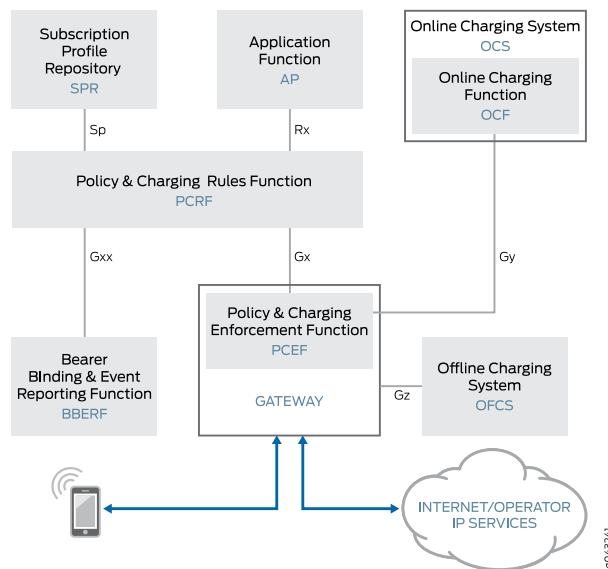 Subscription
Profile
Repository
SPR
Application
Function
AP
Online Charging System
OCS
Online Charging
Function
OCF
Sp
Rx
Policy & Charging Rules Function
PCRF
Gxx
Gx
Gy
Policy & Charging
Enforcement Function
PCEF
GATEWAY
Bearer
BInding & Event
Reporting Function
BBERF
Gz
Offline Charging
System
OFCS
INTERNET/OPERATOR
IP SERVICES
g043241